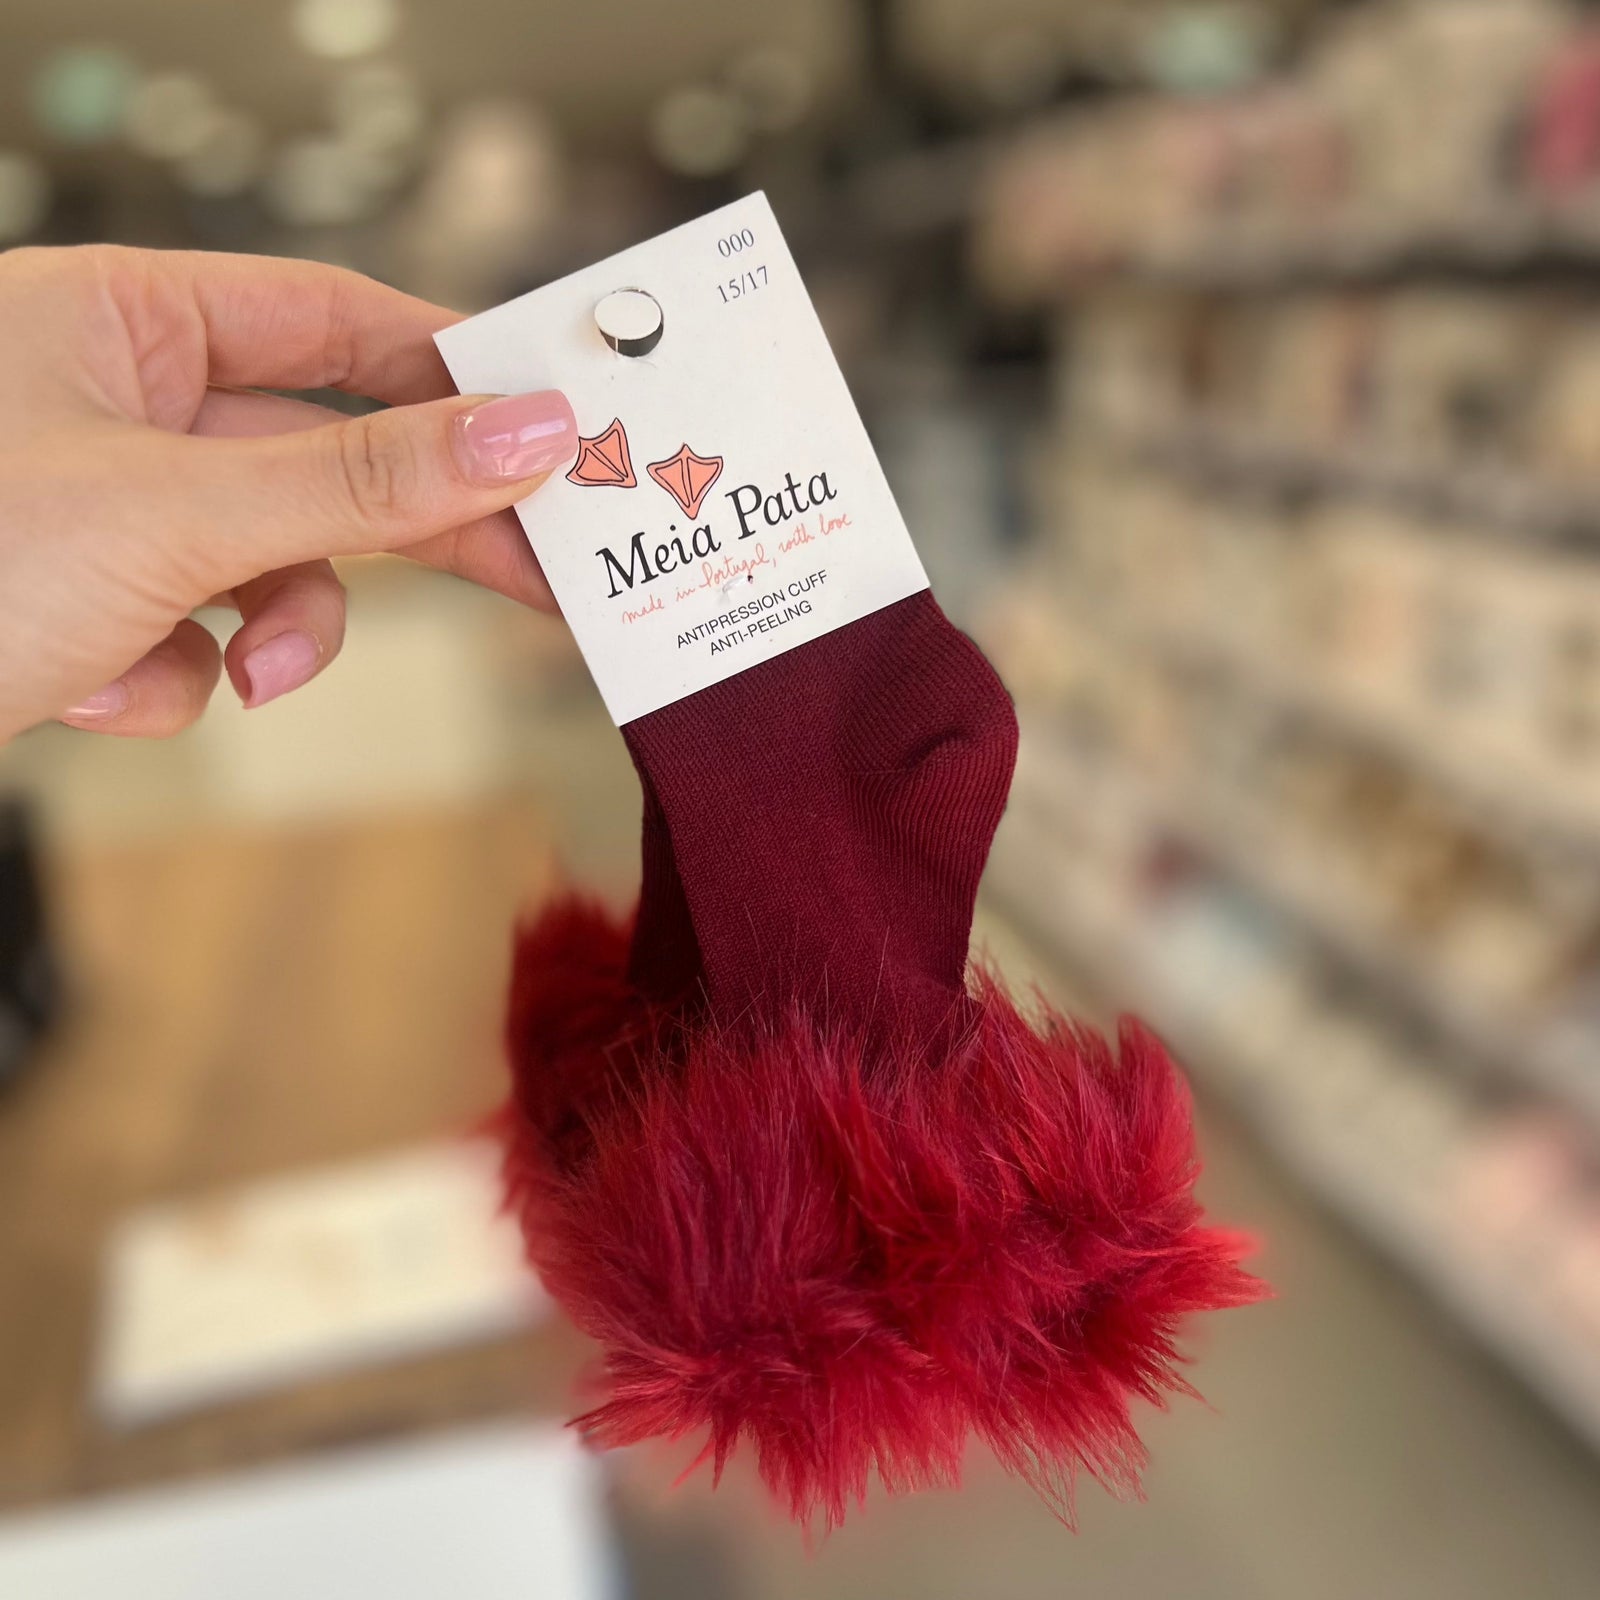 000
15/17
Meia Pata
made in Portugal, with love
ANTIPRESSION CUFF
ANTI-PEELING